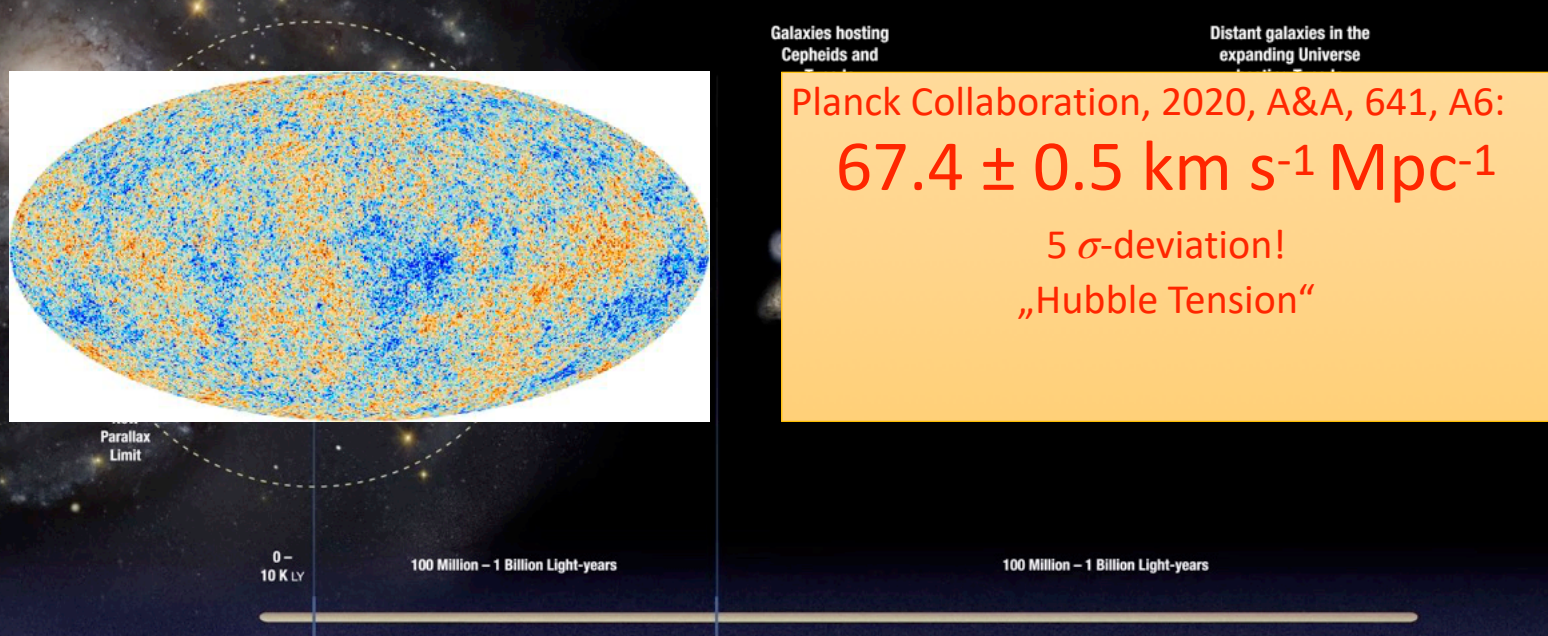 Galaxies hosting
Cepheids and
Distant galaxies in the
expanding Universe
Planck Collaboration, 2020, A&A, 641, A6:
67.4 ± 0.5 km s-1 Mpc-1
5 σ-deviation!
„Hubble Tension“
Parallax
Limit
0 –
10 K LY
100 Million – 1 Billion Light-years
100 Million – 1 Billion Light-years